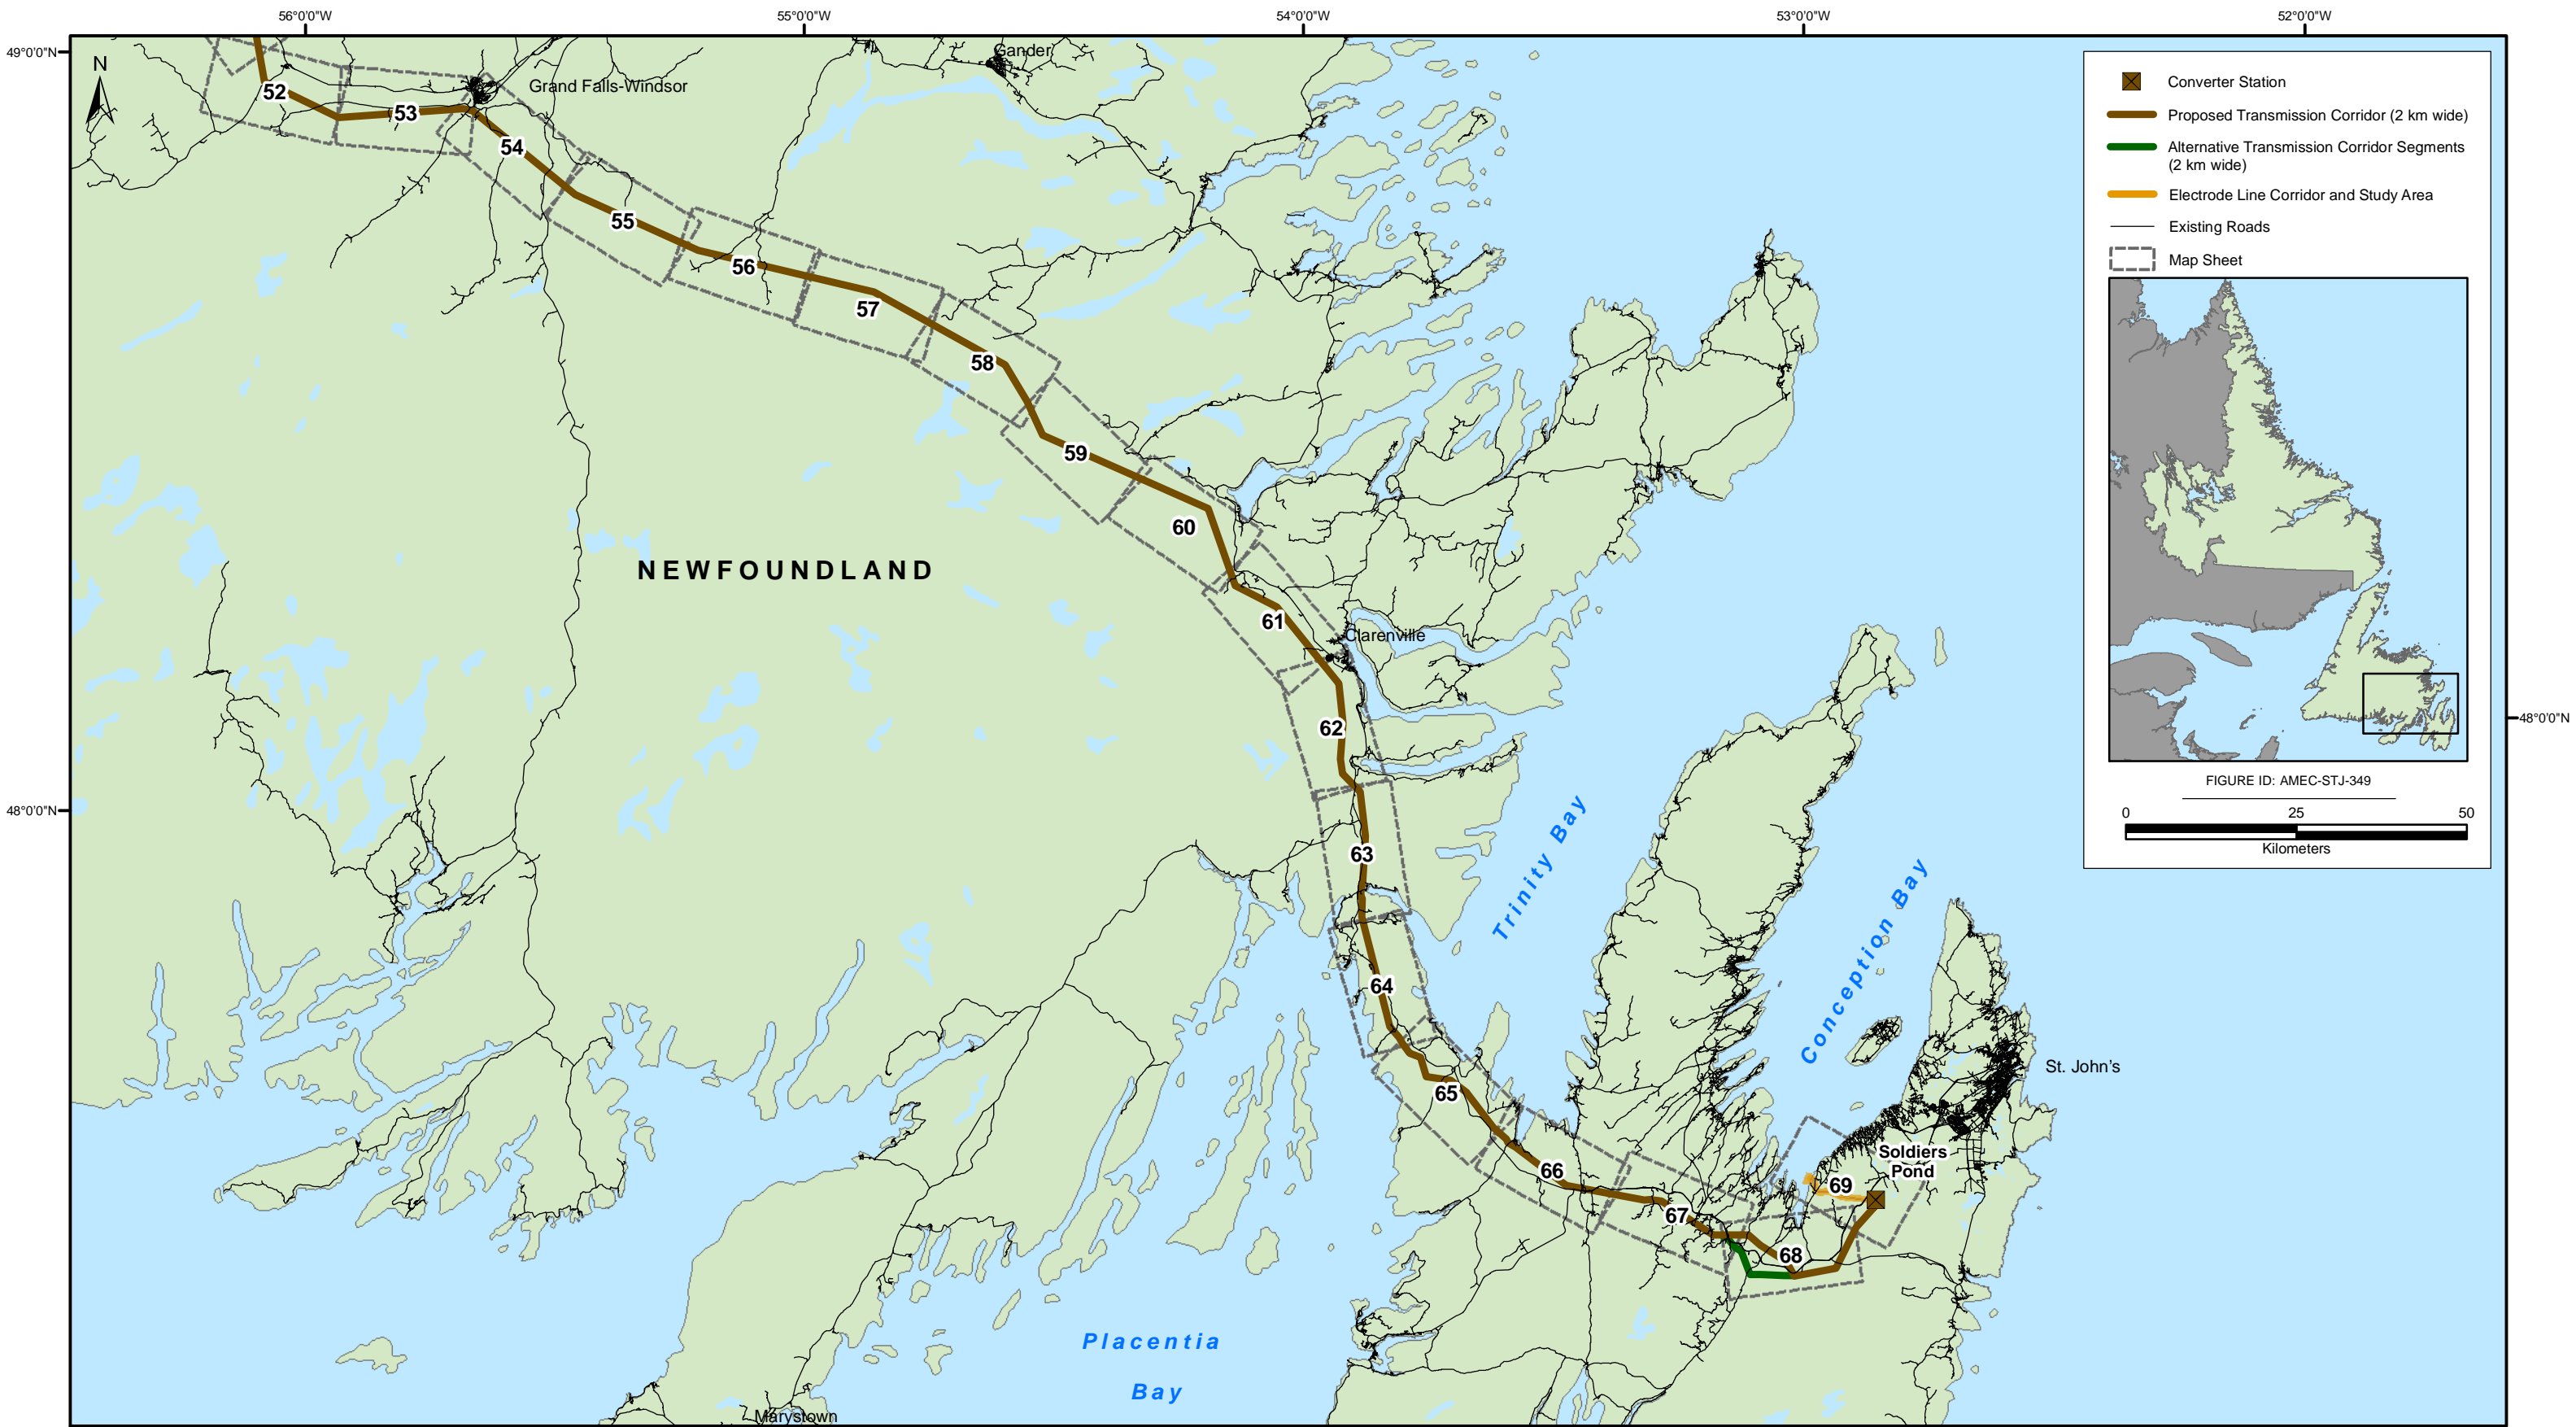 56°0'0"W
55°0'0"W
54°0'0"W
53°0'0"W
52°0'0"W
49°0'0"N
48°0'0"N
48°0'0"N
N
Gander
Grand Falls-Windsor
52
53
54
55
56
57
58
59
60
NEWFOUNDLAND
61
Clarenville
62
63
64
65
66
67
68
69
Trinity Bay
Conception Bay
St. John's
Soldiers
Pond
Placentia
Bay
Marystown
Converter Station
Proposed Transmission Corridor (2 km wide)
Alternative Transmission Corridor Segments
(2 km wide)
Electrode Line Corridor and Study Area
Existing Roads
Map Sheet
FIGURE ID: AMEC-STJ-349
0 25 50
Kilometers